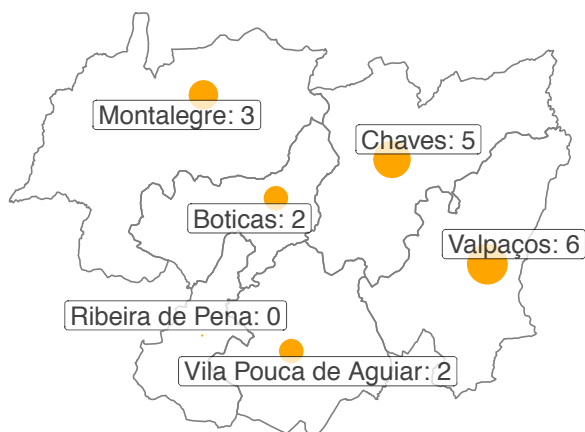 Montalegre: 3
Chaves: 5
Boticas: 2
Valpaços: 6
Ribeira de Pena: 0
Vila Pouca de Aguiar: 2